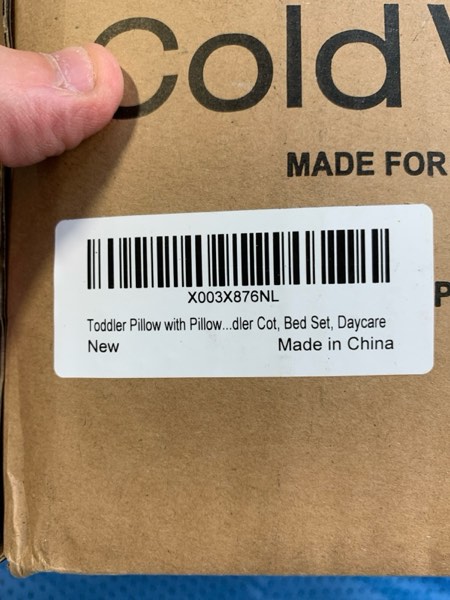 Cold
MADE FOR
X003X876NL
Toddler Pillow with Pillow...dler Cot, Bed Set, Daycare
New
Made in China
P